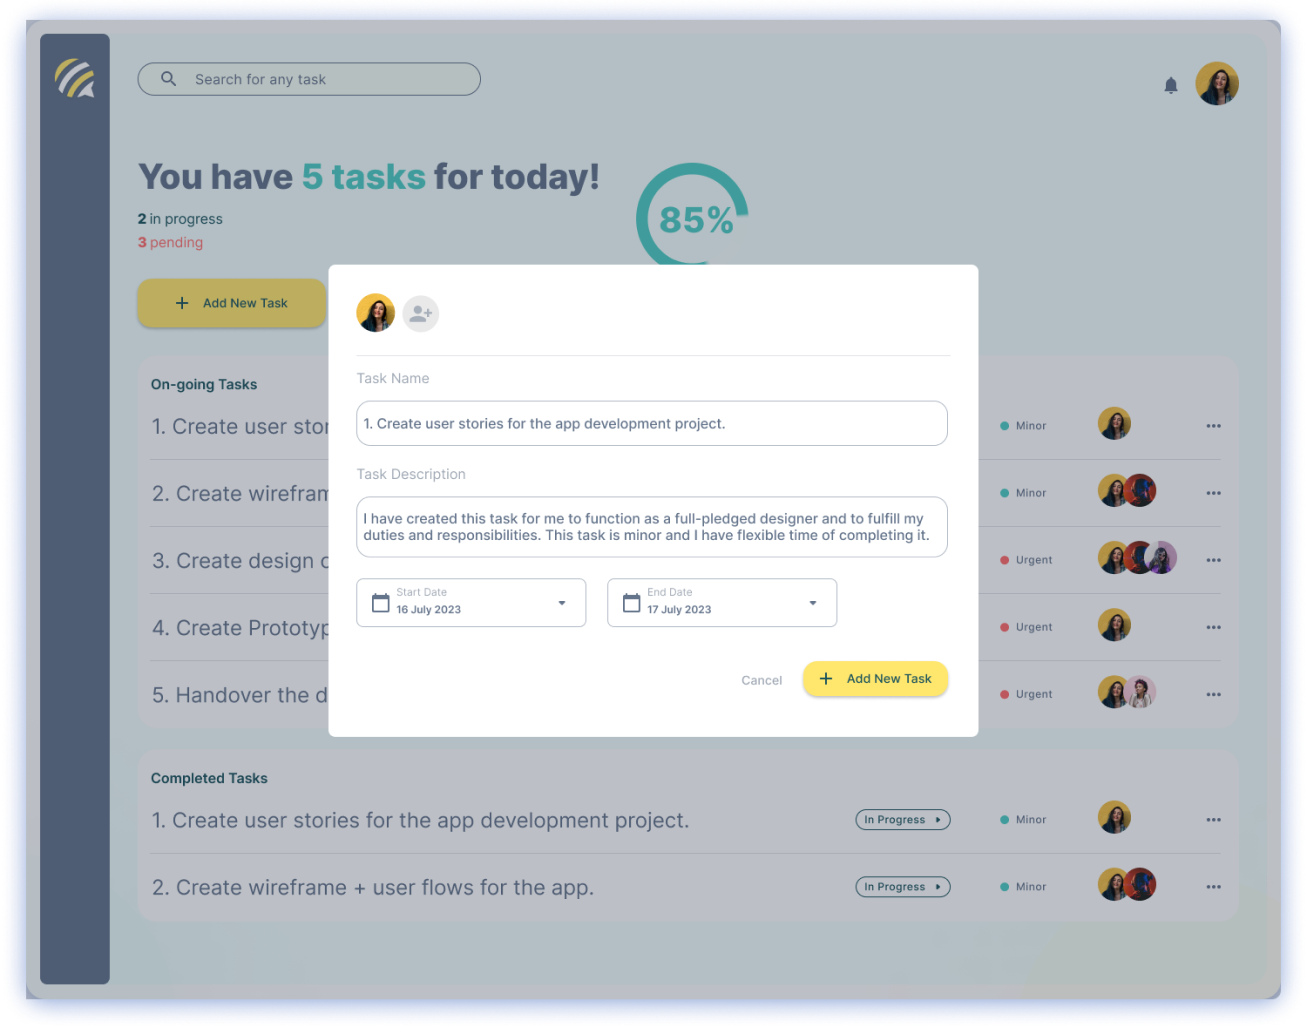 Search for any task
You have 5 tasks for today!
2 in progress
3 pending
85%
Add New Task
Task Name
1. Create user stories for the app development project.
Task Description
I have created this task for me to function as a full-pledged designer and to fulfill my
duties and responsibilities. This task is minor and I have flexible time of completing it.
Start Date
16 July 2023
End Date
17 July 2023
Cancel
Add New Task
On-going Tasks
1. Create user Minor
2. Create Minor
3. Create design Urgent
4. Create Urgent
5. Handover the Urgent
Completed Tasks
1. Create user stories for the app development project. In Progress Minor
2. Create wireframe + user flows for the app. In Progress Minor